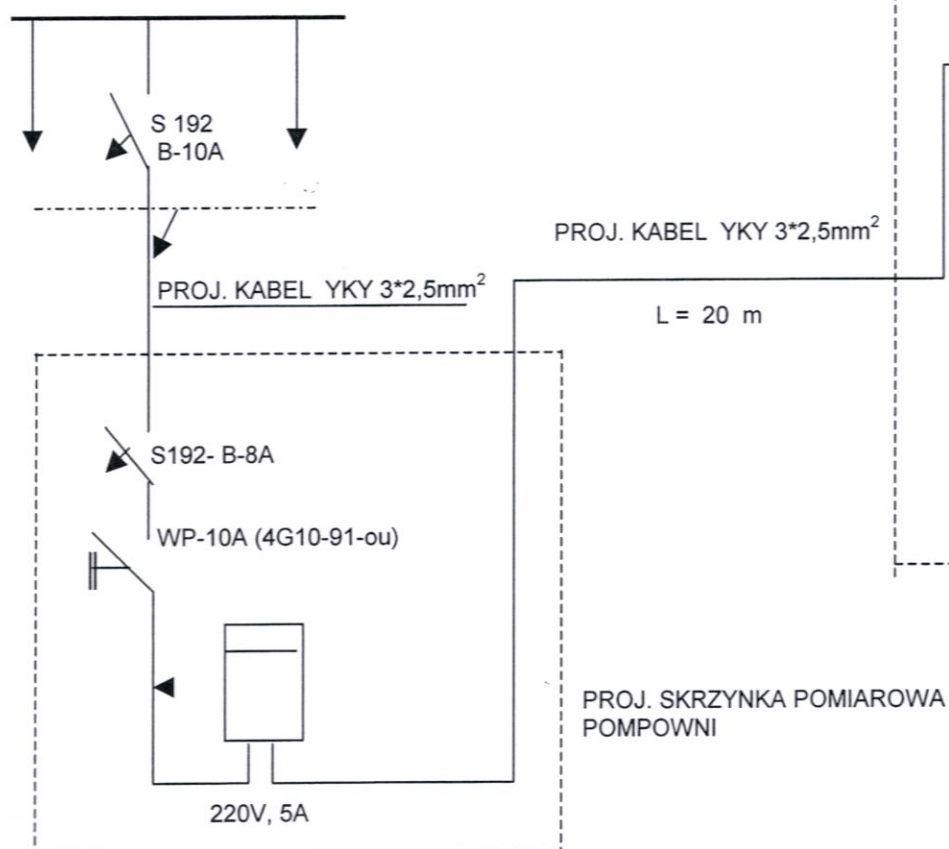 S 192
B-10A
PROJ. KABEL YKY 3*2,5mm²
PROJ. KABEL YKY 3*2,5mm²
L = 20 m
S192- B-8A
WP-10A (4G10-91-ou)
PROJ. SKRZYNKA POMIAROWA
POMPOWNI
220V, 5A